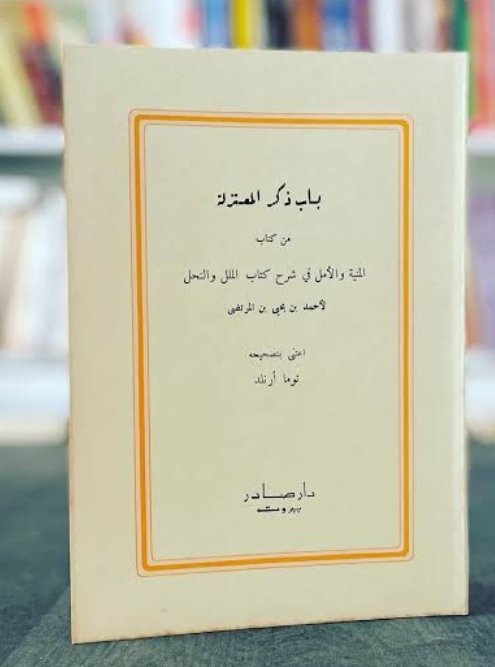 باب ذكر المعتزلة
من كتاب
المنية والأمل في شرح كتاب الملل والنحل
لأحمد بن يحيى بن المرتضى
اعتنى بتصحيحه
توما أرنلد
دار صادر
بيروت